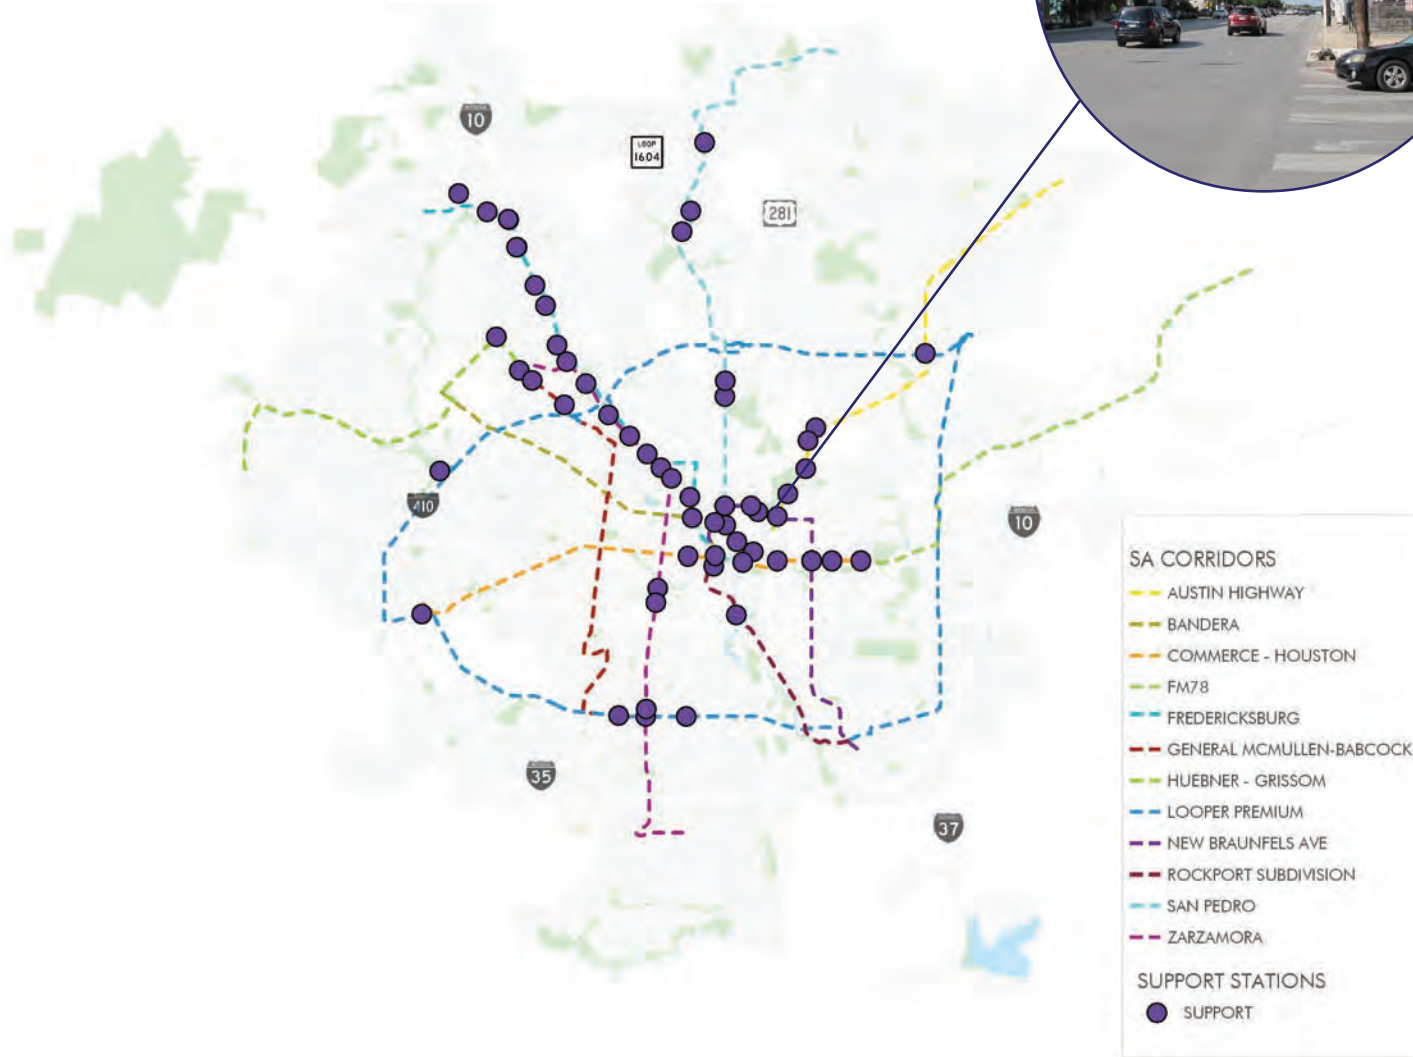 10
LOOP
1604
281
410
10
35
37
SA CORRIDORS
AUSTIN HIGHWAY
BANDERA
COMMERCE - HOUSTON
FM78
FREDERICKSBURG
GENERAL MCMULLEN-BABCOCK
HUEBNER - GRISSOM
LOOPER PREMIUM
NEW BRAUNFELS AVE
ROCKPORT SUBDIVISION
SAN PEDRO
ZARZAMORA
SUPPORT STATIONS
SUPPORT